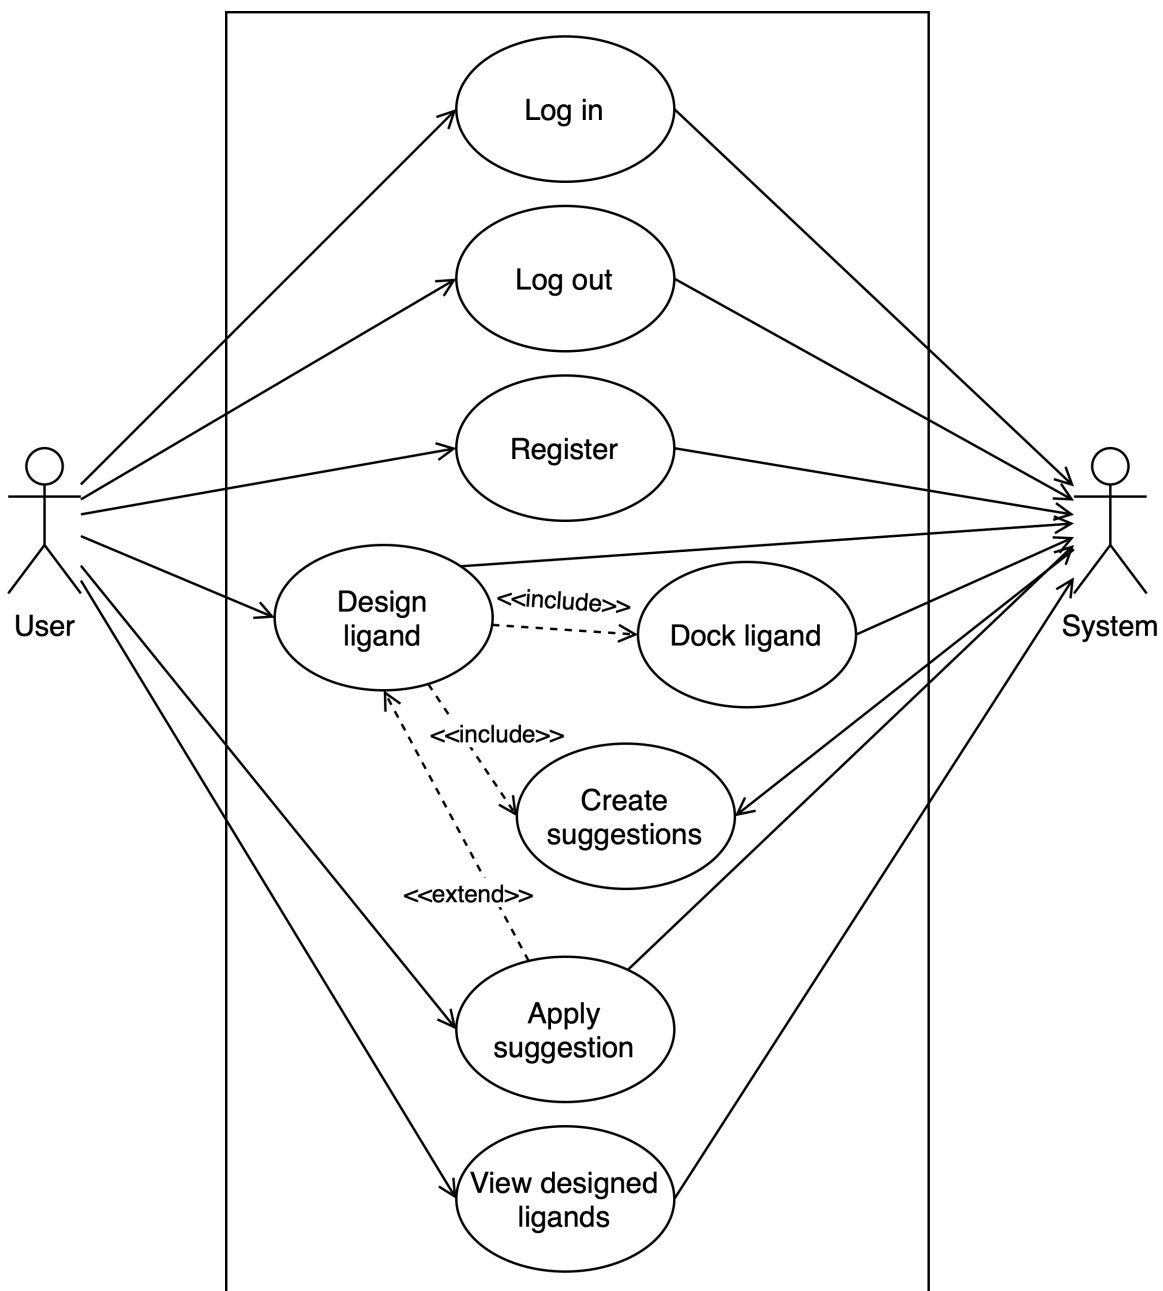 Log in
Log out
Register
User
System
Design
ligand
<<include>>
Dock ligand
<<include>>
Create
suggestions
<<extend>>
Apply
suggestion
View designed
ligands